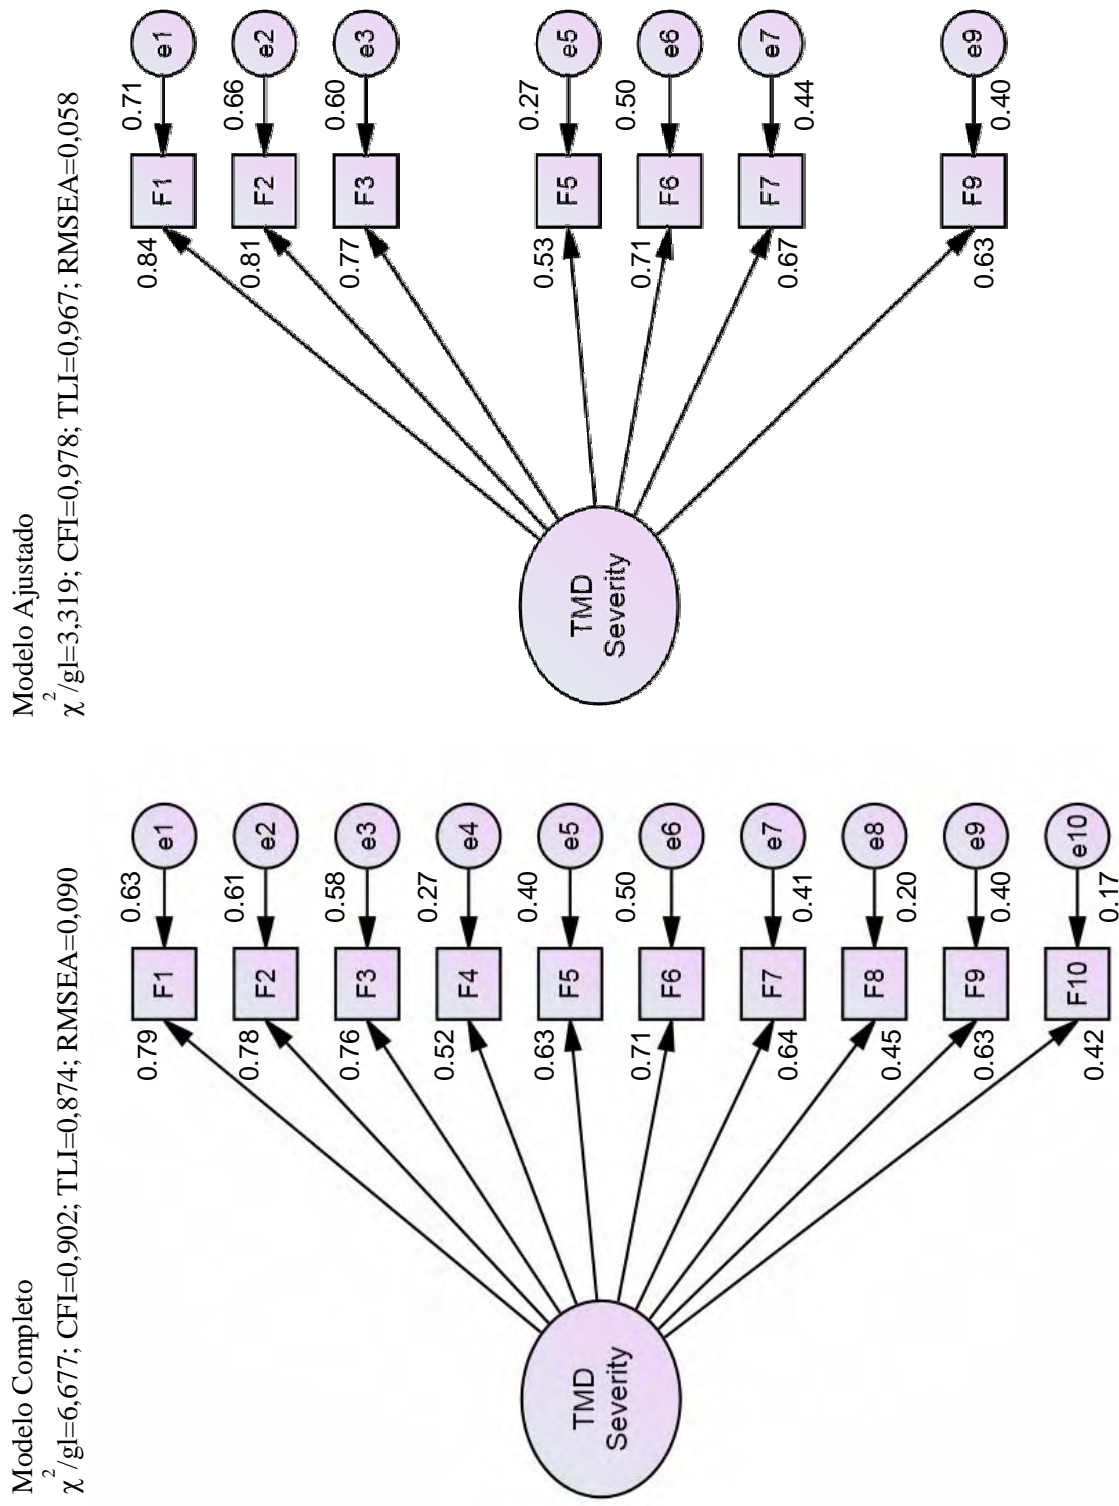 Modelo Completo
χ²/gl=6,677; CFI=0,902; TLI=0,874; RMSEA=0,090
TMD
Severity
0.79 F1 0.63 e1
0.78 F2 0.61 e2
0.76 F3 0.58 e3
0.52 F4 0.27 e4
0.63 F5 0.40 e5
0.71 F6 0.50 e6
0.64 F7 0.41 e7
0.45 F8 0.20 e8
0.63 F9 0.40 e9
0.42 F10 0.17 e10
Modelo Ajustado
χ²/gl=3,319; CFI=0,978; TLI=0,967; RMSEA=0,058
TMD
Severity
0.84 F1 0.71 e1
0.81 F2 0.66 e2
0.77 F3 0.60 e3
0.53 F5 0.27 e5
0.71 F6 0.50 e6
0.67 F7 0.44 e7
0.63 F9 0.40 e9